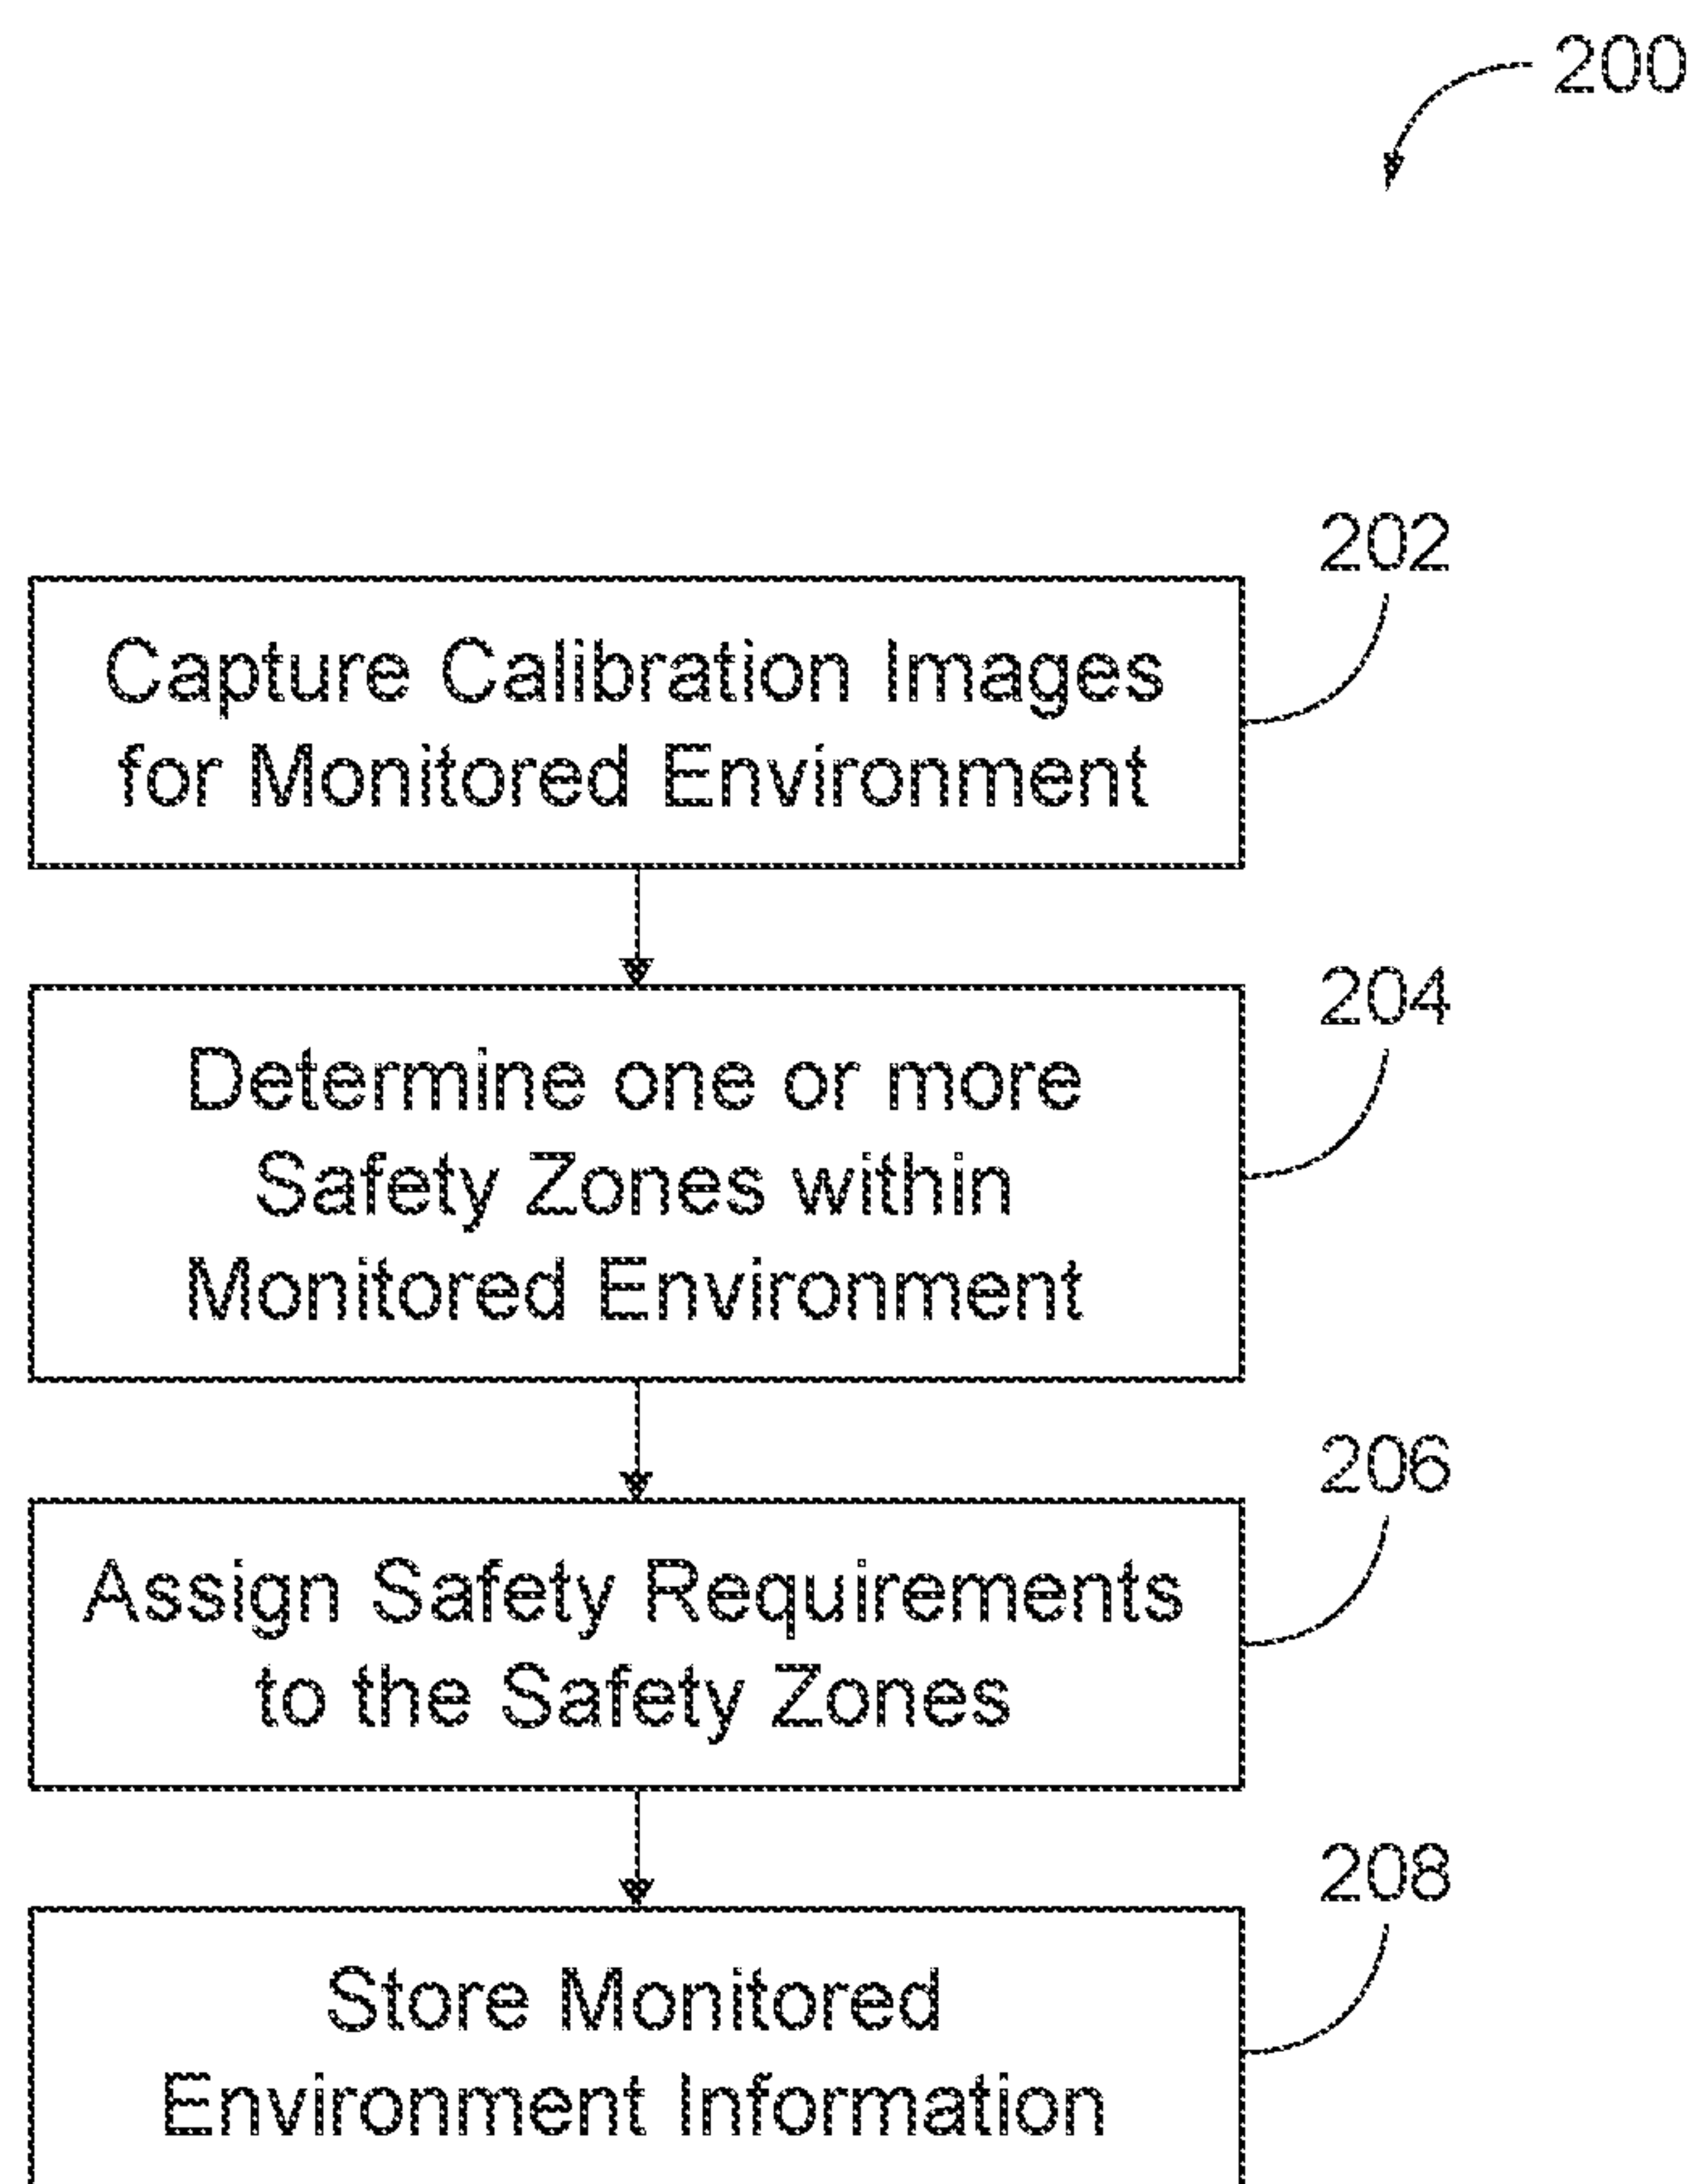 200
202
Capture Calibration Images
for Monitored Environment
204
Determine one or more
Safety Zones within
Monitored Environment
206
Assign Safety Requirements
to the Safety Zones
208
Store Monitored
Environment Information